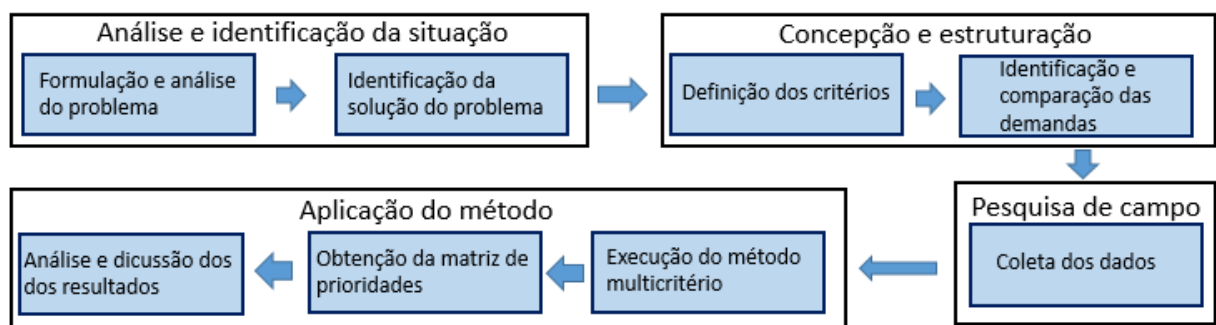 Análise e identificação da situação
Formulação e análise
do problema
Identificação da
solução do problema
Concepção e estruturação
Definição dos critérios
Identificação e
comparação das
demandas
Pesquisa de campo
Coleta dos dados
Aplicação do método
Execução do método
multicritério
Obtenção da matriz de
prioridades
Análise e dicussão dos
dos resultados